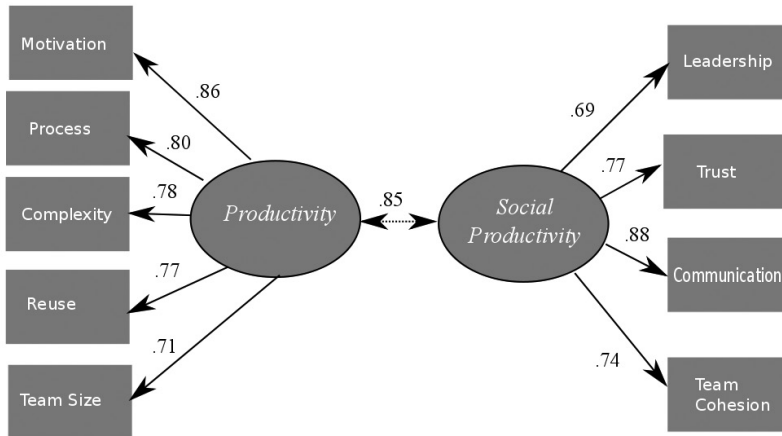 Motivation
Process
Complexity
Reuse
Team Size
.86
.80
.78
.77
.71
Productivity
.85
Social
Productivity
.69
.77
.88
.74
Leadership
Trust
Communication
Team
Cohesion